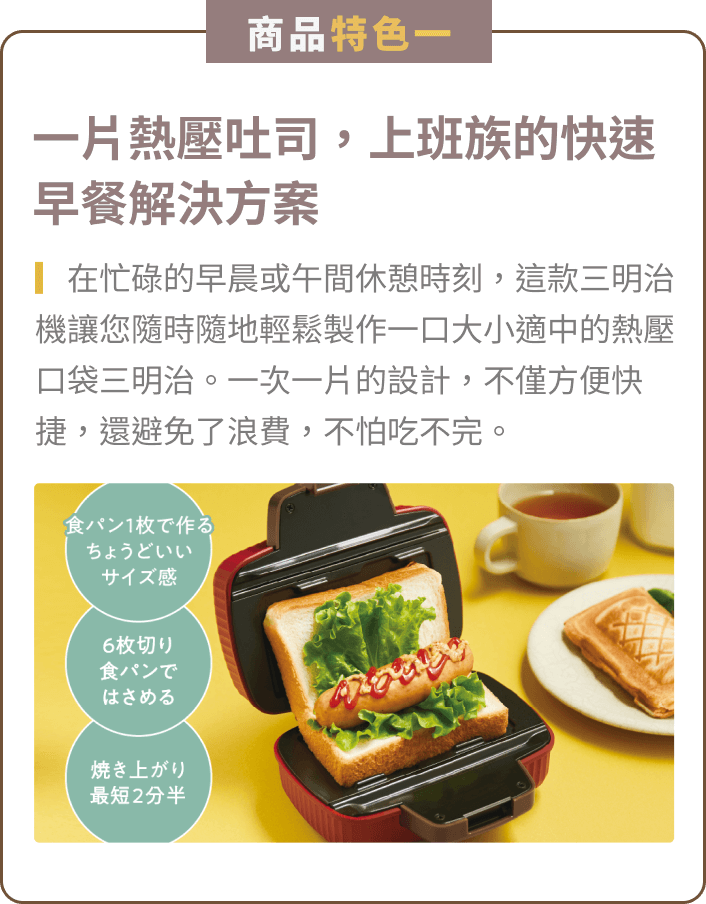 商品特色一
一片熱壓吐司，上班族的快速
早餐解決方案
在忙碌的早晨或午間休憩時刻，這款三明治
機讓您隨時隨地輕鬆製作一口大小適中的熱壓
口袋三明治。一次一片的設計，不僅方便快
捷，還避免了浪費，不怕吃不完。
食パン1枚で作る
ちょうどいい
サイズ感
6枚切り
食パンで
はさめる
焼き上がり
最短2分半